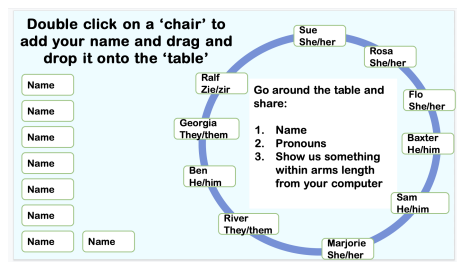 Double click on a ‘chair’ to
add your name and drag and
drop it onto the ‘table’
Name
Name
Name
Name
Name
Name
Name
Name
Sue
She/her
Rosa
She/her
Flo
She/her
Baxter
He/him
Sam
He/him
Marjorie
She/her
River
They/them
Ben
He/him
Georgia
They/them
Ralf
Zie/zir
Go around the table and
share:
1. Name
2. Pronouns
3. Show us something
within arms length
from your computer